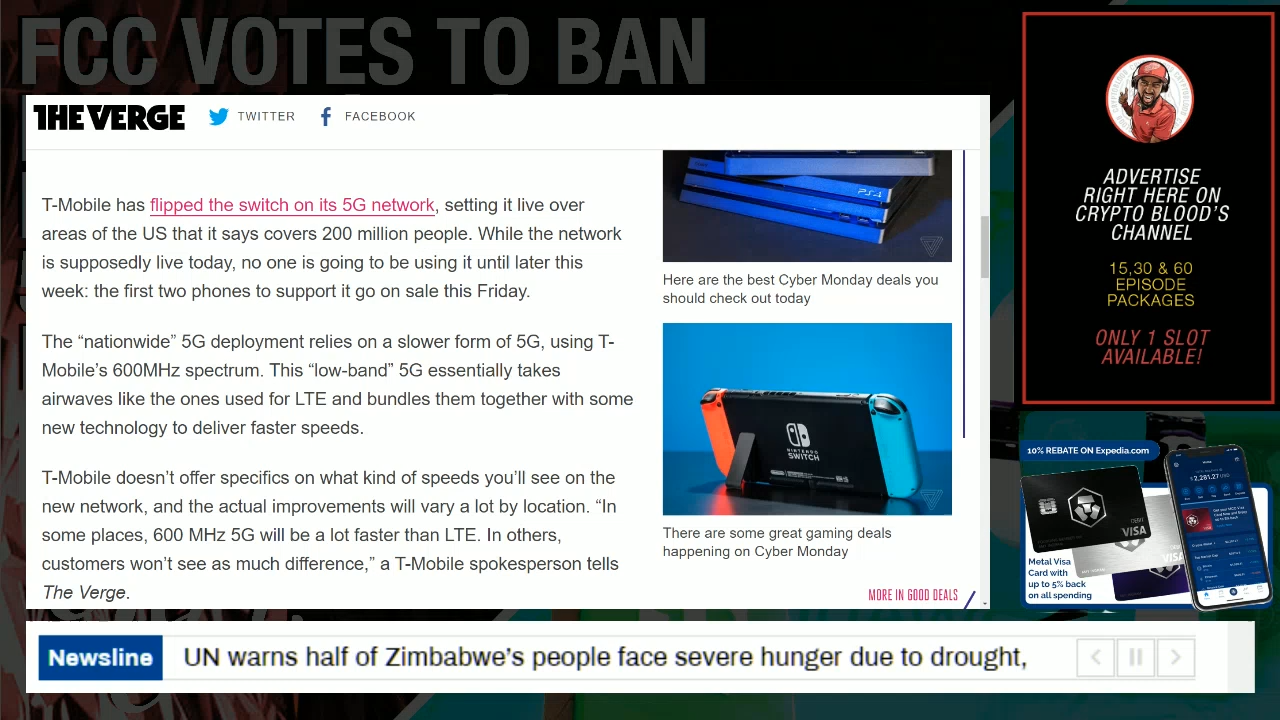 FCC VOTES TO BAN
THE VERGE
TWITTER
FACEBOOK
T-Mobile has flipped the switch on its 5G network, setting it live over
areas of the US that it says covers 200 million people. While the network
is supposedly live today, no one is going to be using it until later this
week: the first two phones to support it go on sale this Friday.
The “nationwide” 5G deployment relies on a slower form of 5G, using T-
Mobile’s 600MHz spectrum. This “low-band” 5G essentially takes
airwaves like the ones used for LTE and bundles them together with some
new technology to deliver faster speeds.
T-Mobile doesn’t offer specifics on what kind of speeds you’ll see on the
new network, and the actual improvements will vary a lot by location. “In
some places, 600 MHz 5G will be a lot faster than LTE. In others,
customers won’t see as much difference,” a T-Mobile spokesperson tells
The Verge.
PS4
Here are the best Cyber Monday deals you
should check out today
NINTENDO
SWITCH
There are some great gaming deals
happening on Cyber Monday
MORE IN GOOD DEALS
ADVERTISE
RIGHT HERE ON
CRYPTO BLOOD’S
CHANNEL
15,30 & 60
EPISODE
PACKAGES
ONLY 1 SLOT
AVAILABLE!
10% REBATE ON Expedia.com
$2,281.27
DEBIT
VISA
VISA
Metal Visa
Card with
up to 5% back
on all spending
Newsline
UN warns half of Zimbabwe’s people face severe hunger due to drought,